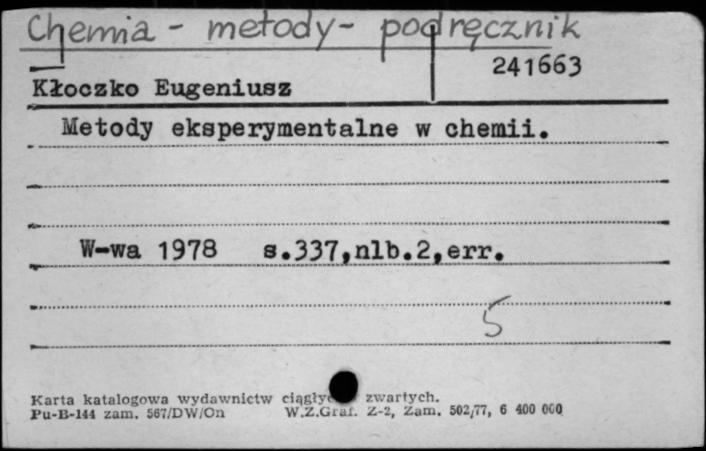 Chemia - metody - podręcznik
241663
Kłoczko Eugeniusz
Metody eksperymentalne w chemii.
W-wa 1978 s.337,nlb.2,err.
5
Karta katalogowa wydawnictw zwartych.
Pu-B-144 zam. 567/DW/On W.Z.Graf. Z-2, Zam. 502/77, 6 400 000